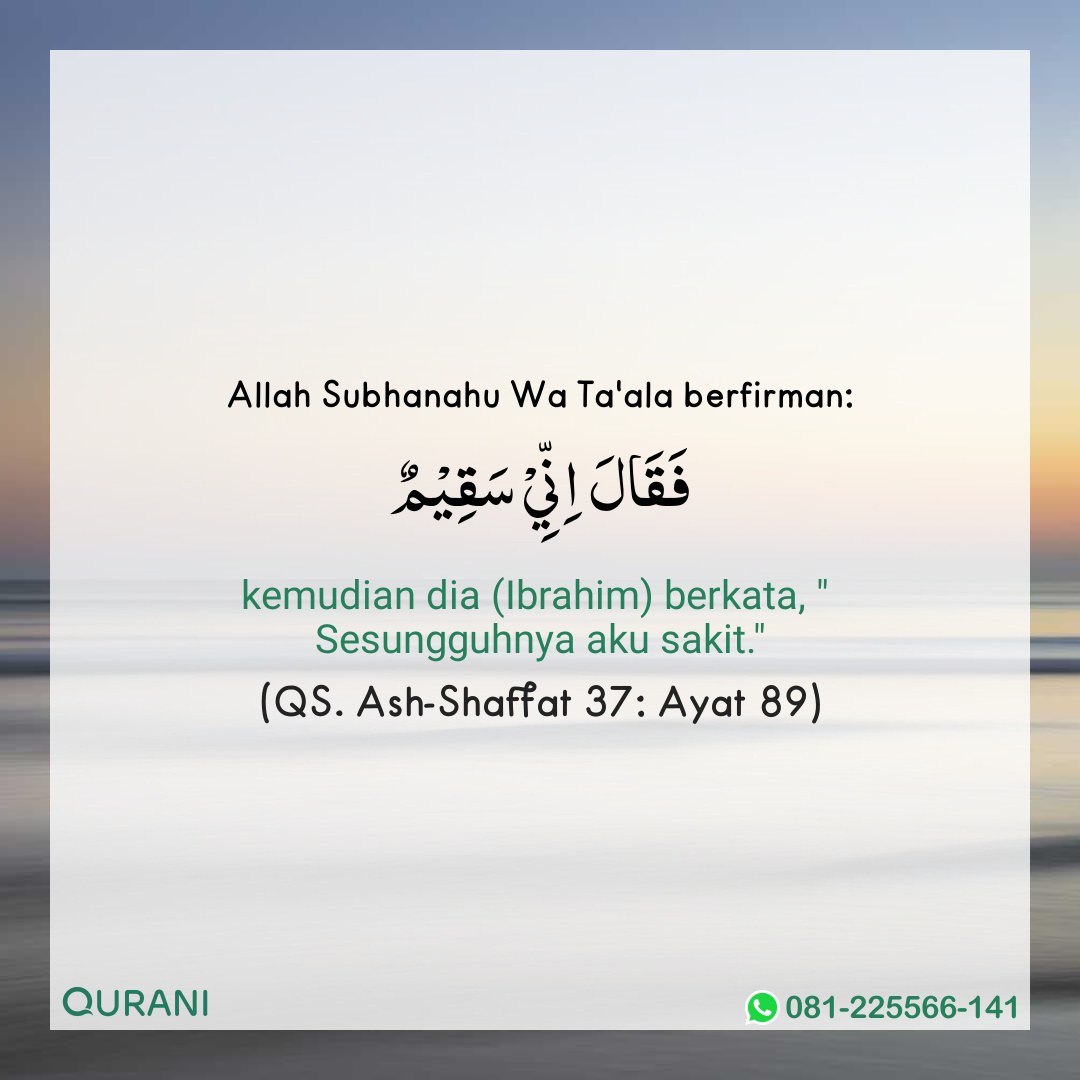 Allah Subhanahu Wa Ta'ala berfirman:
فَقَالَ اِنِّيْ سَقِيْمٌ
kemudian dia (Ibrahim) berkata, "
Sesungguhnya aku sakit."
(QS. Ash-Shaffat 37: Ayat 89)
QURANI
081-225566-141